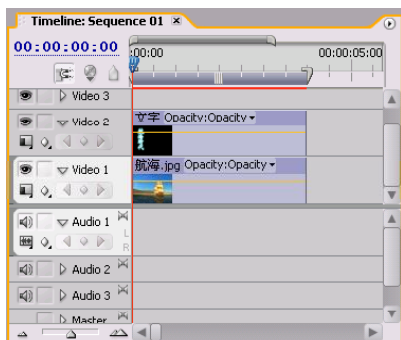 Timeline: Sequence 01 ×
00:00:00:00
:00:00 00:00:05:00
Video 3
Video 2
文字 Opacity:Opacity
Video 1
航海.jpg Opacity:Opacity
Audio 1
L
R
Audio 2
Audio 3
Master